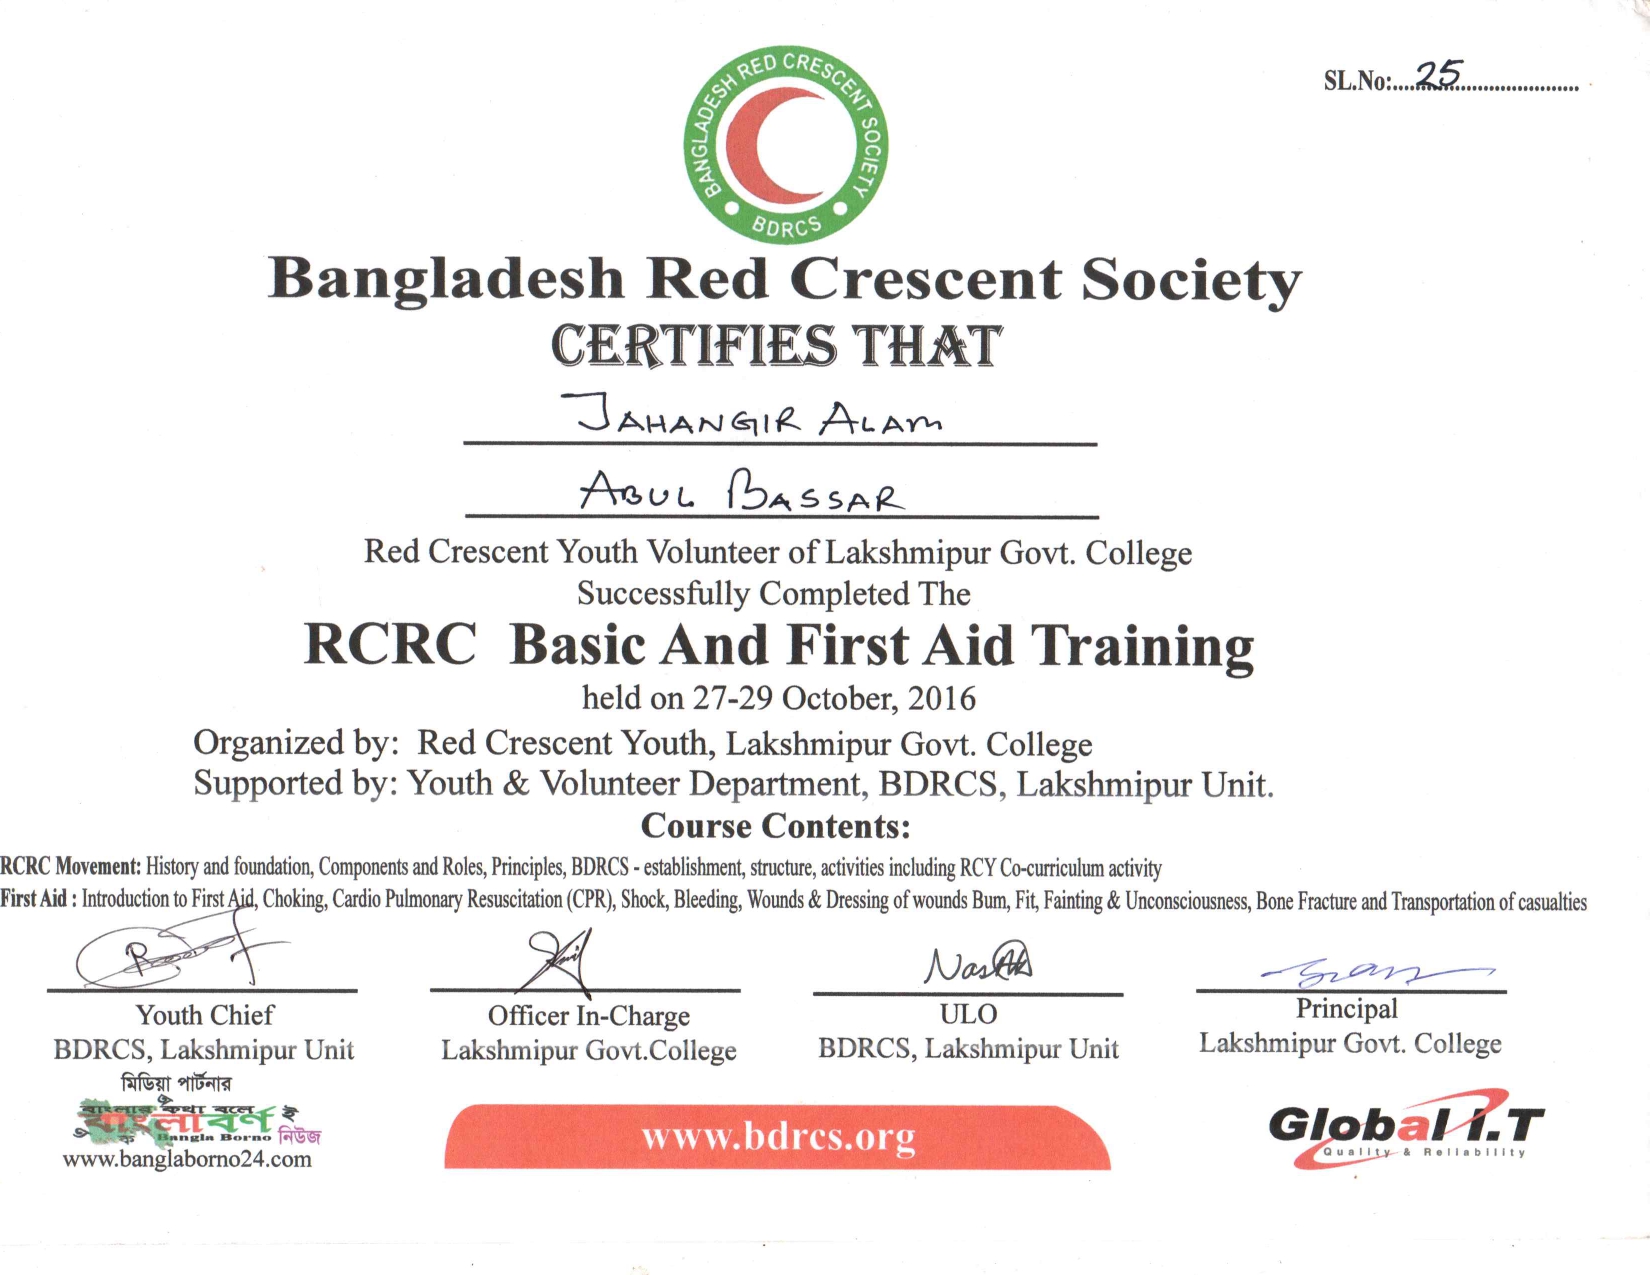 SL.No:....25..............................
BANGLADESH RED CRESCENT SOCIETY
BDRCS
Bangladesh Red Crescent Society
CERTIFIES THAT
JAHANGIR ALAM
ABUL BASSAR
Red Crescent Youth Volunteer of Lakshmipur Govt. College
Successfully Completed The
RCRC Basic And First Aid Training
held on 27-29 October, 2016
Organized by: Red Crescent Youth, Lakshmipur Govt. College
Supported by: Youth & Volunteer Department, BDRCS, Lakshmipur Unit.
Course Contents:
RCRC Movement: History and foundation, Components and Roles, Principles, BDRCS - establishment, structure, activities including RCY Co-curriculum activity
First Aid : Introduction to First Aid, Choking, Cardio Pulmonary Resuscitation (CPR), Shock, Bleeding, Wounds & Dressing of wounds Bum, Fit, Fainting & Unconsciousness, Bone Fracture and Transportation of casualties
Youth Chief
BDRCS, Lakshmipur Unit
Officer In-Charge
Lakshmipur Govt.College
ULO
BDRCS, Lakshmipur Unit
Principal
Lakshmipur Govt. College
মিডিয়া পার্টনার
বাংলার কথা বলে
বাংলাবর্ণ
Bangla Borno নিউজ
www.banglaborno24.com
www.bdrcs.org
Global I.T
Quality & Reliability